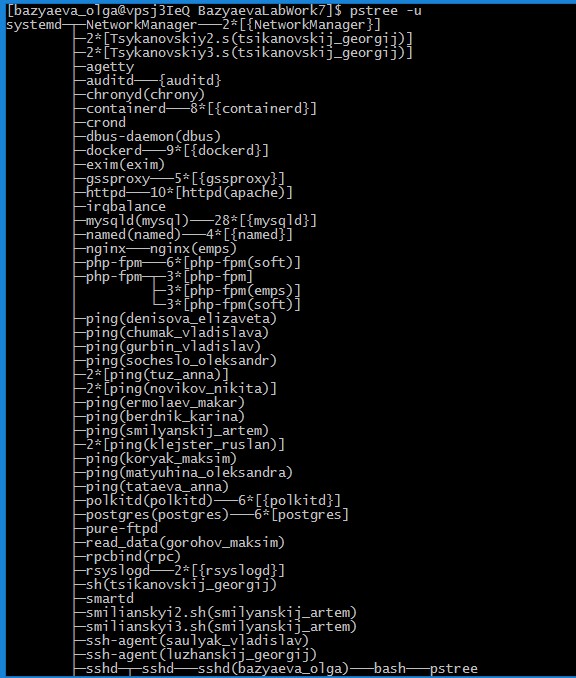 [bazyaeva_olga@vpsj3IeQ BazyaevaLabWork7]$ pstree -u
systemd─┬─NetworkManager───2*[{NetworkManager}]
        ├─2*[Tsykanovskiy2.s(tsikanovskij_georgij)]
        ├─2*[Tsykanovskiy3.s(tsikanovskij_georgij)]
        ├─agetty
        ├─auditd───{auditd}
        ├─chronyd(chrony)
        ├─containerd───8*[{containerd}]
        ├─crond
        ├─dbus-daemon(dbus)
        ├─dockerd───9*[{dockerd}]
        ├─exim(exim)
        ├─gssproxy───5*[{gssproxy}]
        ├─httpd───10*[httpd(apache)]
        ├─irqbalance
        ├─mysqld(mysql)───28*[{mysqld}]
        ├─named(named)───4*[{named}]
        ├─nginx───nginx(emps)
        ├─php-fpm───6*[php-fpm(soft)]
        ├─php-fpm─┬─3*[php-fpm]
        │         ├─3*[php-fpm(emps)]
        │         └─3*[php-fpm(soft)]
        ├─ping(denisova_elizaveta)
        ├─ping(chumak_vladislava)
        ├─ping(gurbin_vladislav)
        ├─ping(socheslo_oleksandr)
        ├─2*[ping(tuz_anna)]
        ├─2*[ping(novikov_nikita)]
        ├─ping(ermolaev_makar)
        ├─ping(berdnik_karina)
        ├─ping(smilyanskij_artem)
        ├─2*[ping(klejster_ruslan)]
        ├─ping(koryak_maksim)
        ├─ping(matyuhina_oleksandra)
        ├─ping(tataeva_anna)
        ├─polkitd(polkitd)───6*[{polkitd}]
        ├─postgres(postgres)───6*[postgres]
        ├─pure-ftpd
        ├─read_data(gorohov_maksim)
        ├─rpcbind(rpc)
        ├─rsyslogd───2*[{rsyslogd}]
        ├─sh(tsikanovskij_georgij)
        ├─smartd
        ├─smilianskyi2.sh(smilyanskij_artem)
        ├─smilianskyi3.sh(smilyanskij_artem)
        ├─ssh-agent(saulyak_vladislav)
        ├─ssh-agent(luzhanskij_georgij)
        ├─sshd─┬─sshd───sshd(bazyaeva_olga)───bash───pstree